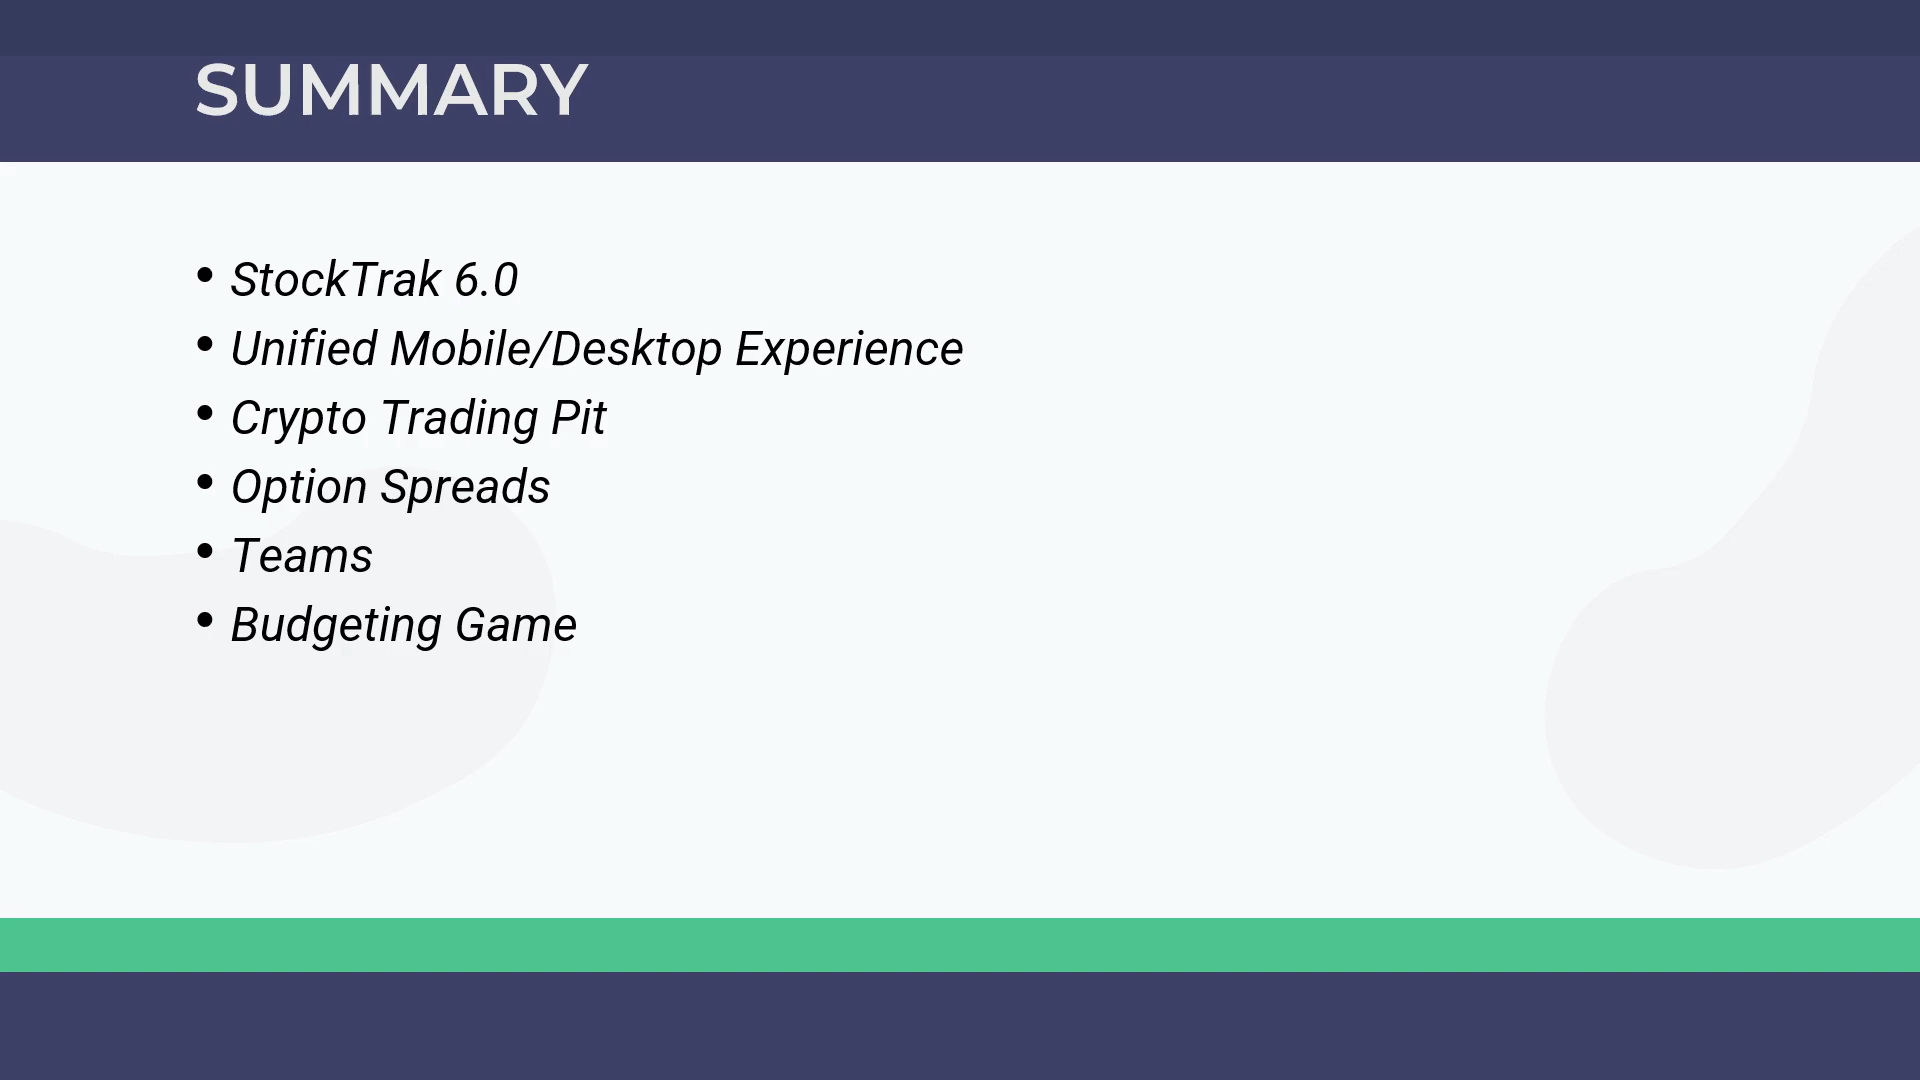 SUMMARY
• StockTrak 6.0
• Unified Mobile/Desktop Experience
• Crypto Trading Pit
• Option Spreads
• Teams
• Budgeting Game